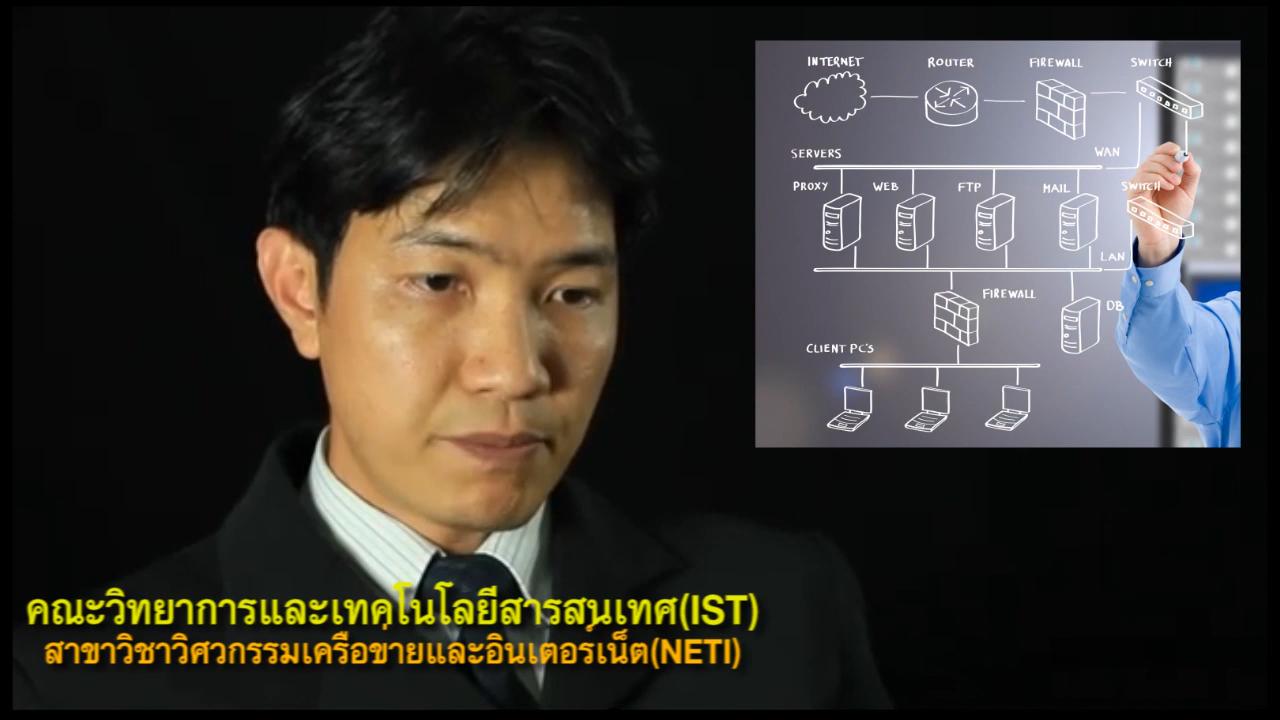 INTERNET ROUTER FIREWALL SWITCH
SERVERS WAN
PROXY WEB FTP MAIL SWITCH
LAN
FIREWALL
DB
CLIENT PC'S
คณะวิทยาการและเทคโนโลยีสารสนเทศ(IST)
สาขาวิชาวิศวกรรมเครือข่ายและอินเตอร์เน็ต(NETI)